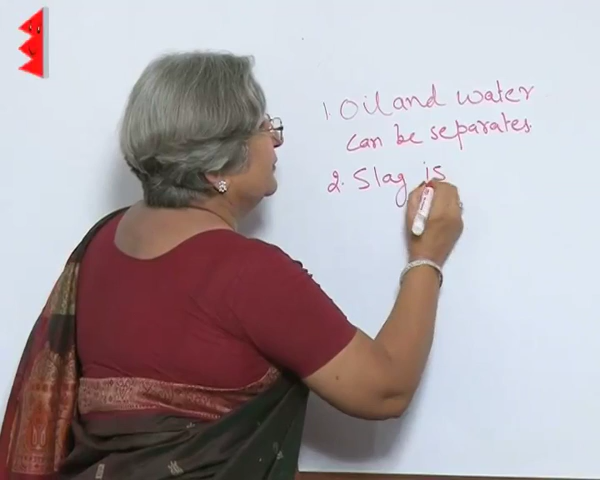 1. Oil and water
can be separates.
2. Slag is